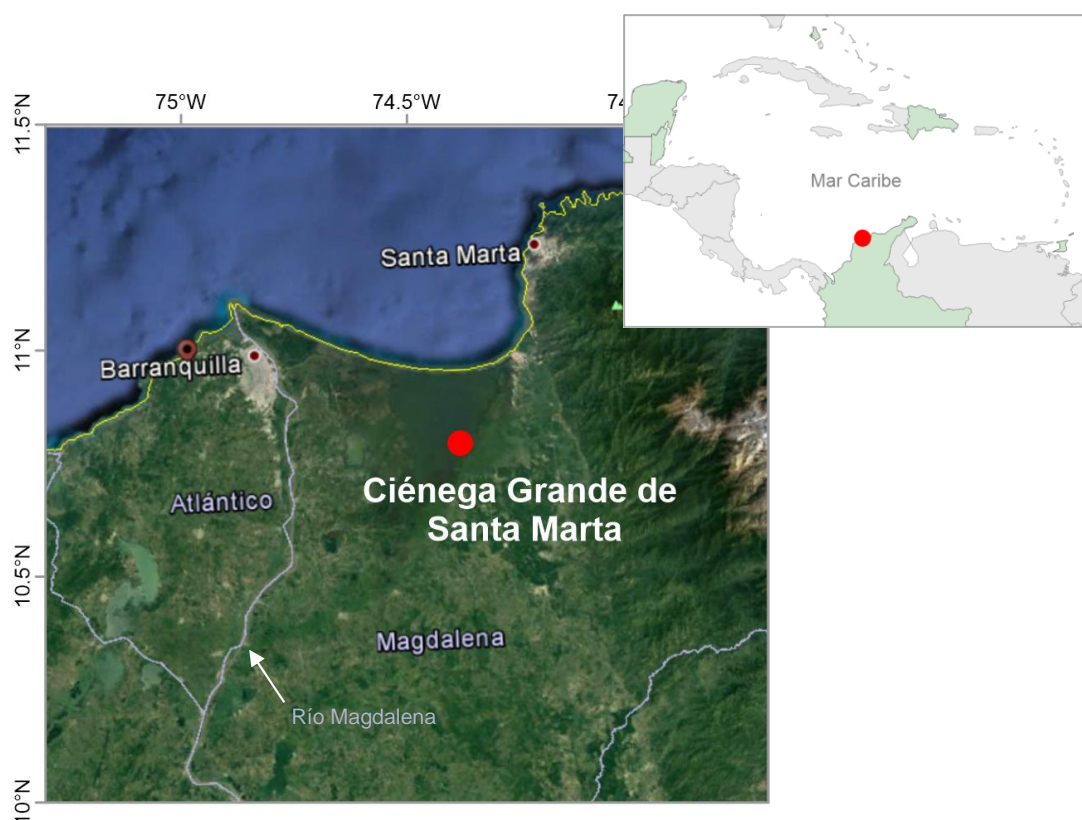 75°W
74.5°W
74
11.5°N
11°N
10.5°N
10°N
Mar Caribe
Santa Marta
Barranquilla
Ciénega Grande de
Santa Marta
Atlántico
Magdalena
Río Magdalena